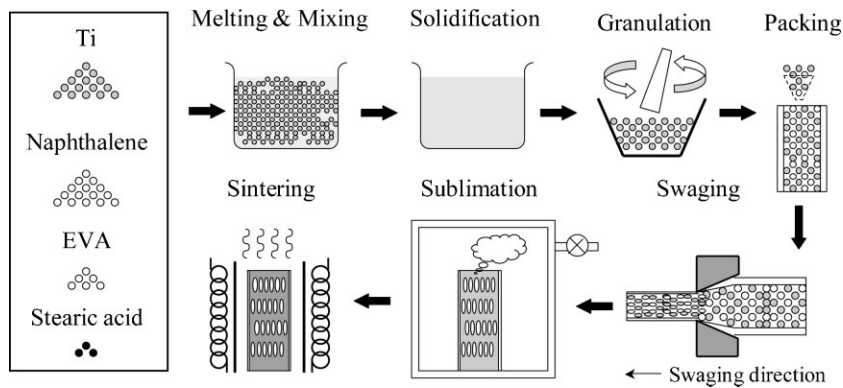 Ti
Naphthalene
EVA
Stearic acid
Melting & Mixing
Solidification
Granulation
Packing
Sintering
Sublimation
Swaging
Swaging direction